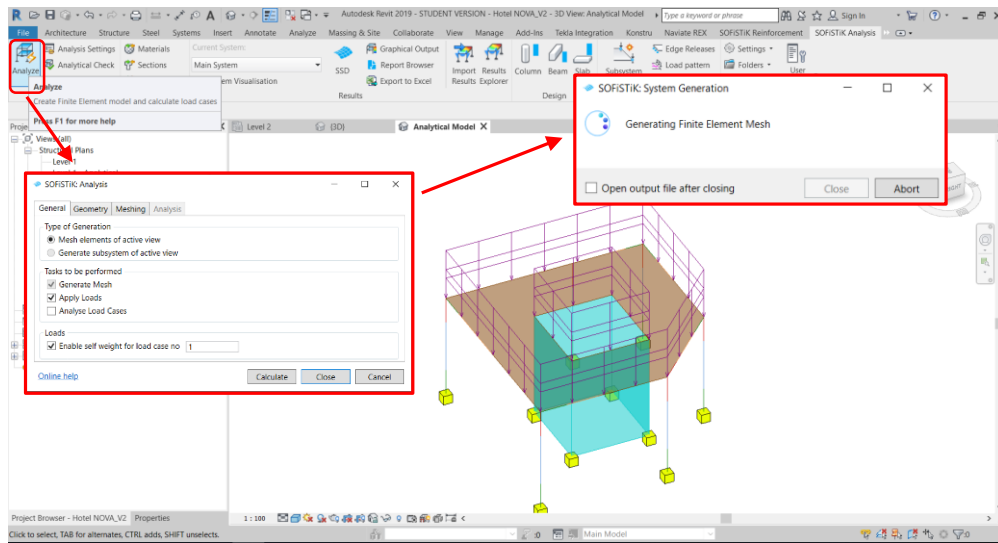 Autodesk Revit 2019 - STUDENT VERSION - Hotel NOVA_V2 - 3D View: Analytical Model
Type a keyword or phrase
Sign In
File Architecture Structure Steel Systems Insert Annotate Analyze Massing & Site Collaborate View Manage Add-Ins Tekla Integration Konstru Naviate REX SOFiSTiK Reinforcement SOFiSTiK Analysis
Analysis Settings Materials Current System: Graphical Output Edge Releases Settings
Analytical Check Sections Main System Report Browser Load pattern Folders
Analyze SSD Export to Excel Import Results Column Beam Slab Subsystem User
Results Explorer
Visualisation
Results Design
Analyze
Create Finite Element model and calculate load cases
Press F1 for more help
Level 2 {3D} Analytical Model X
Views (all)
Structural Plans
Level 1
SOFiSTiK: System Generation
Generating Finite Element Mesh
Open output file after closing Close Abort
SOFiSTiK: Analysis
General Geometry Meshing Analysis
Type of Generation
Mesh elements of active view
Generate subsystem of active view
Tasks to be performed
Generate Mesh
Apply Loads
Analyse Load Cases
Loads
Enable self weight for load case no 1
Online help Calculate Close Cancel
Project Browser - Hotel NOVA_V2 Properties
1 : 100
Click to select, TAB for alternates, CTRL adds, SHIFT unselects.
:0 Main Model
:0